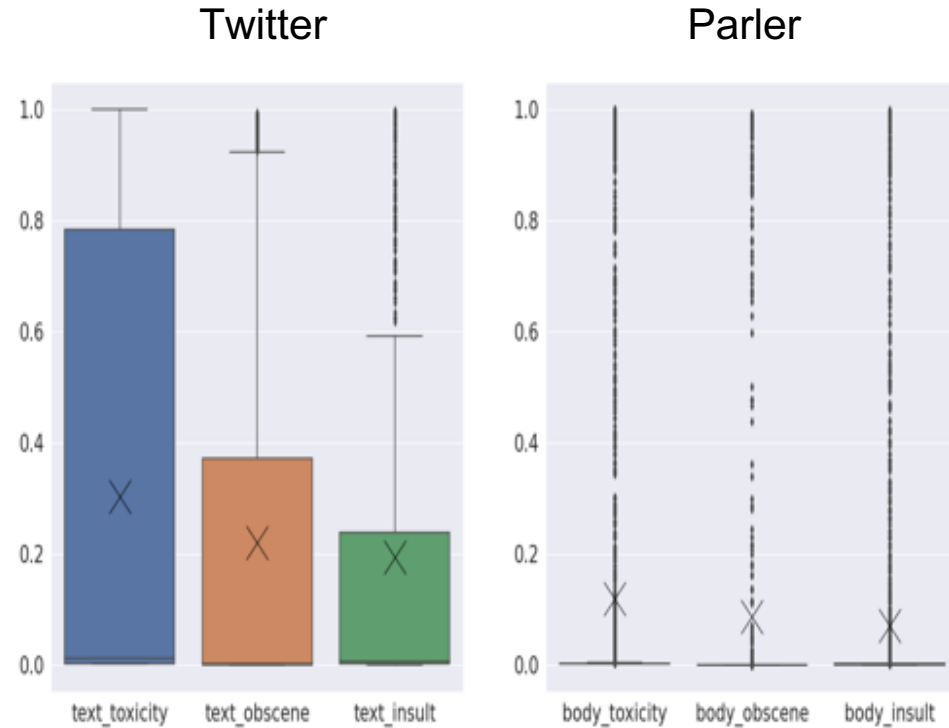 Twitter
Parler
1.0
0.8
0.6
0.4
0.2
0.0
text_toxicity
text_obscene
text_insult
1.0
0.8
0.6
0.4
0.2
0.0
body_toxicity
body_obscene
body_insult